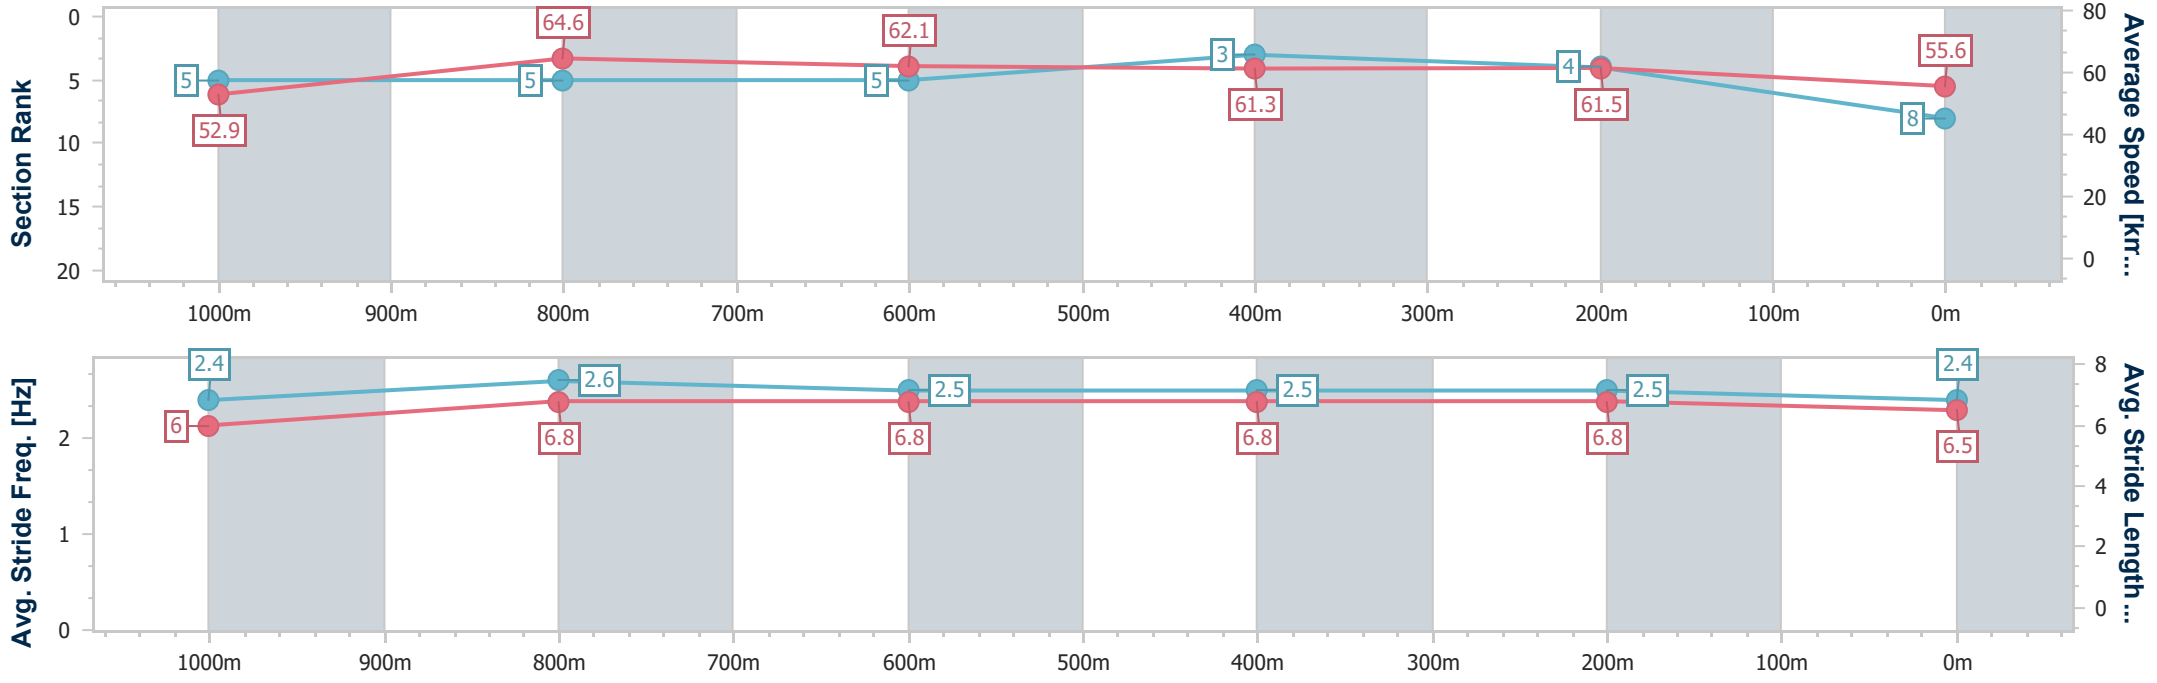 Section Rank
0
5
10
15
20
5
5
5
3
4
8
52.9
64.6
62.1
61.3
61.5
55.6
80
60
40
20
0
Average Speed [km...
1000m
900m
800m
700m
600m
500m
400m
300m
200m
100m
0m
Avg. Stride Freq. [Hz]
2
1
0
2.4
2.6
2.5
2.5
2.5
2.4
6
6.8
6.8
6.8
6.8
6.5
8
6
4
2
0
Avg. Stride Length ...
1000m
900m
800m
700m
600m
500m
400m
300m
200m
100m
0m